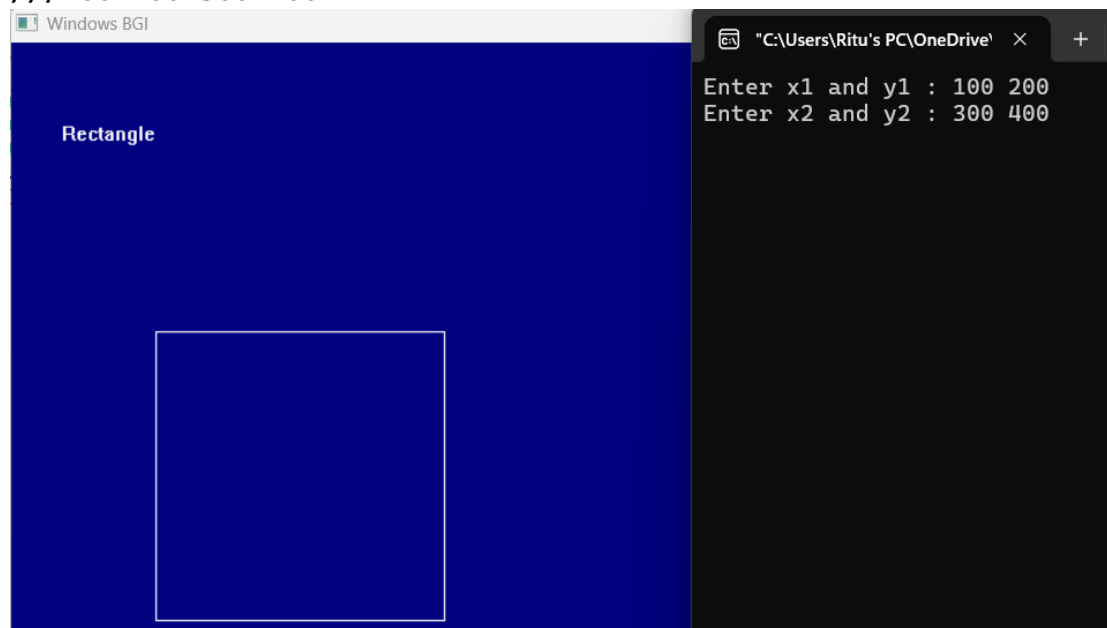 Windows BGI
Rectangle
"C:\Users\Ritu's PC\OneDrive\
Enter x1 and y1 : 100 200
Enter x2 and y2 : 300 400